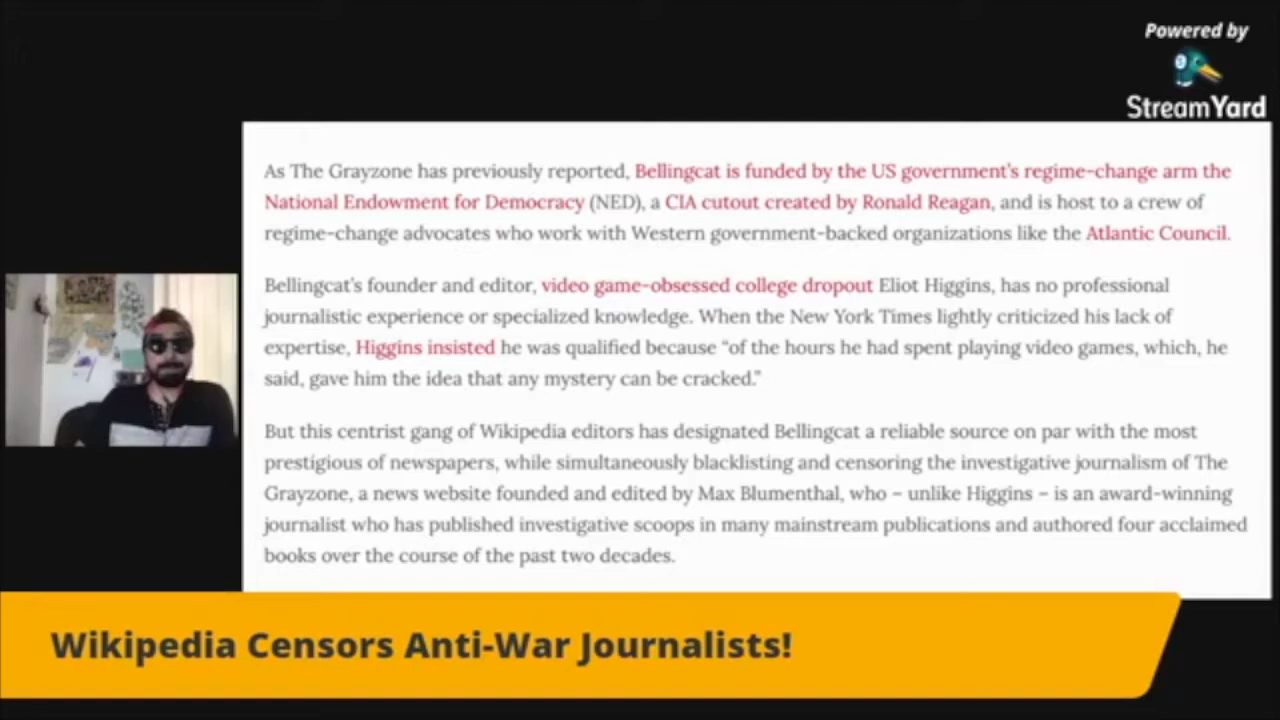 Powered by
StreamYard
As The Grayzone has previously reported, Bellingcat is funded by the US government's regime-change arm the
National Endowment for Democracy (NED), a CIA cutout created by Ronald Reagan, and is host to a crew of
regime-change advocates who work with Western government-backed organizations like the Atlantic Council.
Bellingcat's founder and editor, video game-obsessed college dropout Eliot Higgins, has no professional
journalistic experience or specialized knowledge. When the New York Times lightly criticized his lack of
expertise, Higgins insisted he was qualified because “of the hours he had spent playing video games, which, he
said, gave him the idea that any mystery can be cracked.”
But this centrist gang of Wikipedia editors has designated Bellingcat a reliable source on par with the most
prestigious of newspapers, while simultaneously blacklisting and censoring the investigative journalism of The
Grayzone, a news website founded and edited by Max Blumenthal, who – unlike Higgins – is an award-winning
journalist who has published investigative scoops in many mainstream publications and authored four acclaimed
books over the course of the past two decades.
Wikipedia Censors Anti-War Journalists!